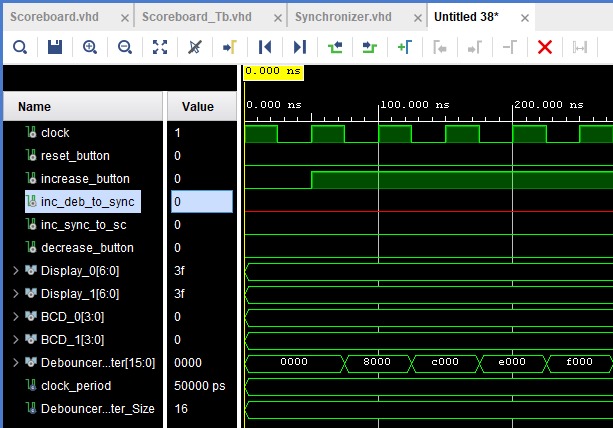 Scoreboard.vhd × Scoreboard_Tb.vhd × Synchronizer.vhd × Untitled 38* ×
0.000 ns
Name Value
0.000 ns 100.000 ns 200.000 ns
clock 1
reset_button 0
increase_button 0
inc_deb_to_sync 0
inc_sync_to_sc 0
decrease_button 0
Display_0[6:0] 3f
Display_1[6:0] 3f
BCD_0[3:0] 0
BCD_1[3:0] 0
Debouncer...ter[15:0] 0000 0000 8000 c000 e000 f000
clock_period 50000 ps
Debouncer...ter_Size 16